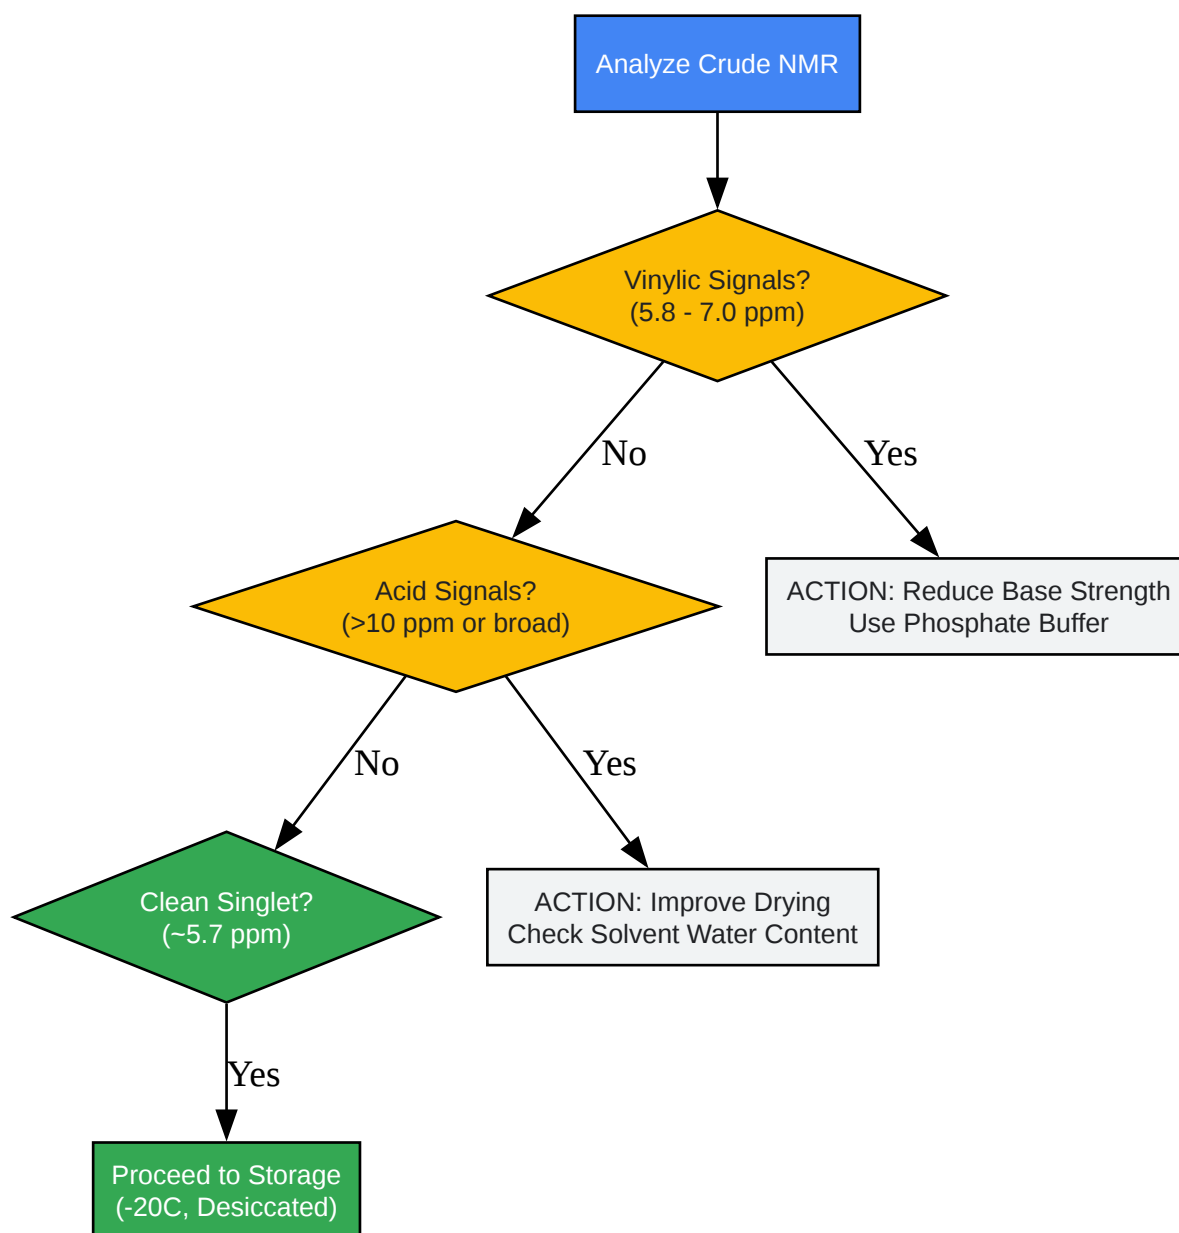 Analyze Crude NMR
Vinylic Signals?
(5.8 - 7.0 ppm)
No
Yes
Acid Signals?
(>10 ppm or broad)
ACTION: Reduce Base Strength
Use Phosphate Buffer
No
Yes
Clean Singlet?
(~5.7 ppm)
ACTION: Improve Drying
Check Solvent Water Content
Yes
Proceed to Storage
(-20C, Desiccated)